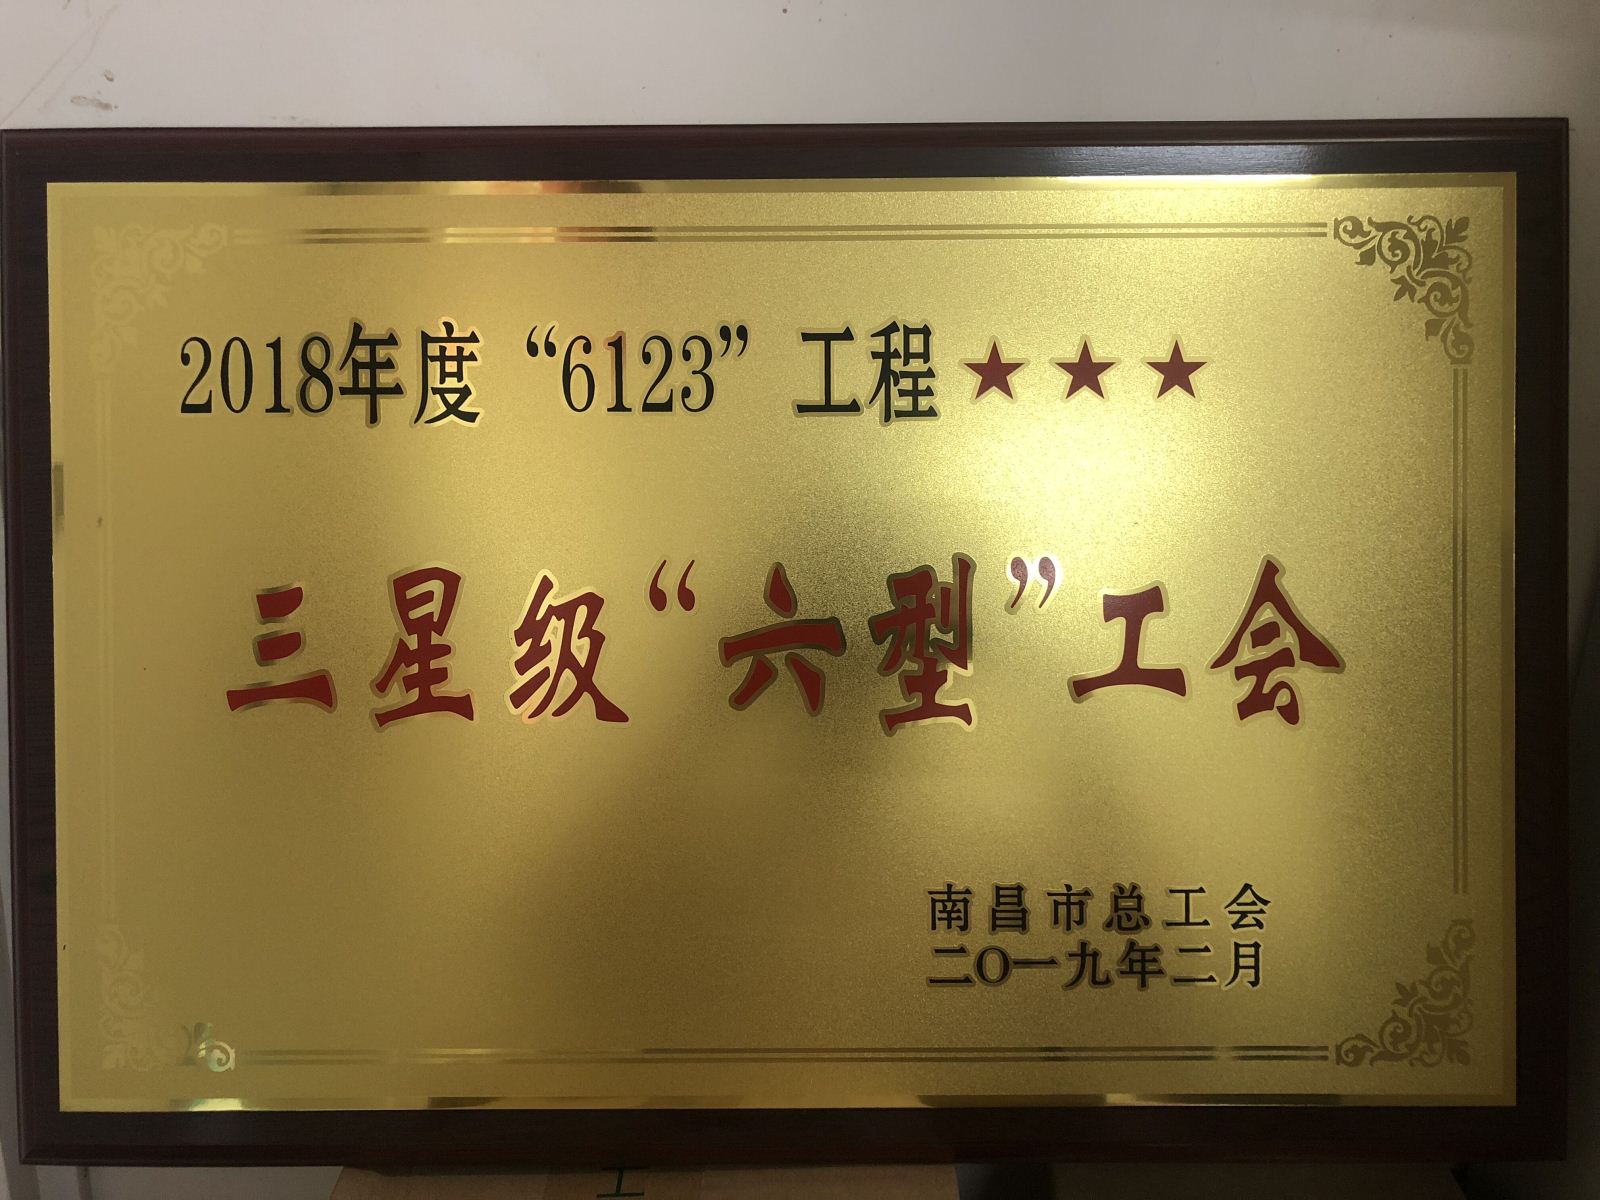 2018年度“6123”工程★★★
三星级“六型”工会
南昌市总工会
二〇一九年二月